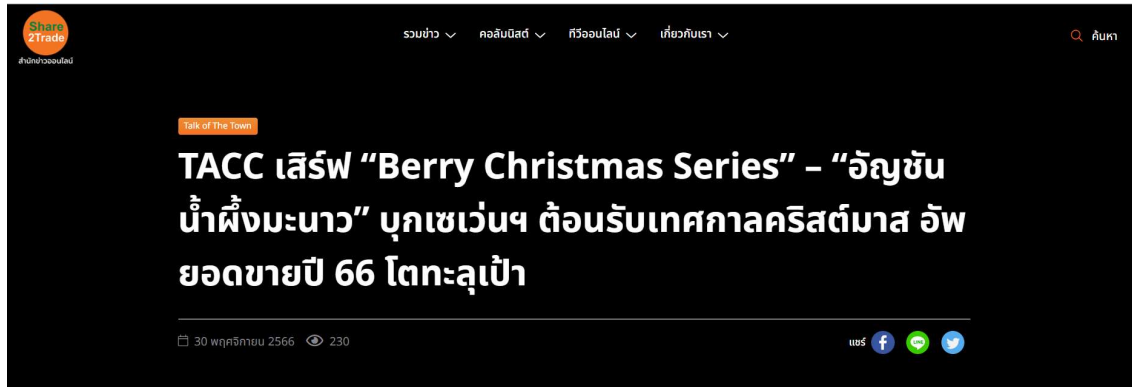 Share
2Trade
สำนักข่าวออนไลน์
รวมข่าว คอลัมนิสต์ ทีวีออนไลน์ เกี่ยวกับเรา ค้นหา
Talk of The Town
TACC เสิร์ฟ “Berry Christmas Series” – “อัญชัน
น้ำผึ้งมะนาว” บุกเซเว่นฯ ต้อนรับเทศกาลคริสต์มาส อัพ
ยอดขายปี 66 โตทะลุเป้า
30 พฤศจิกายน 2566 230 แชร์ LINE